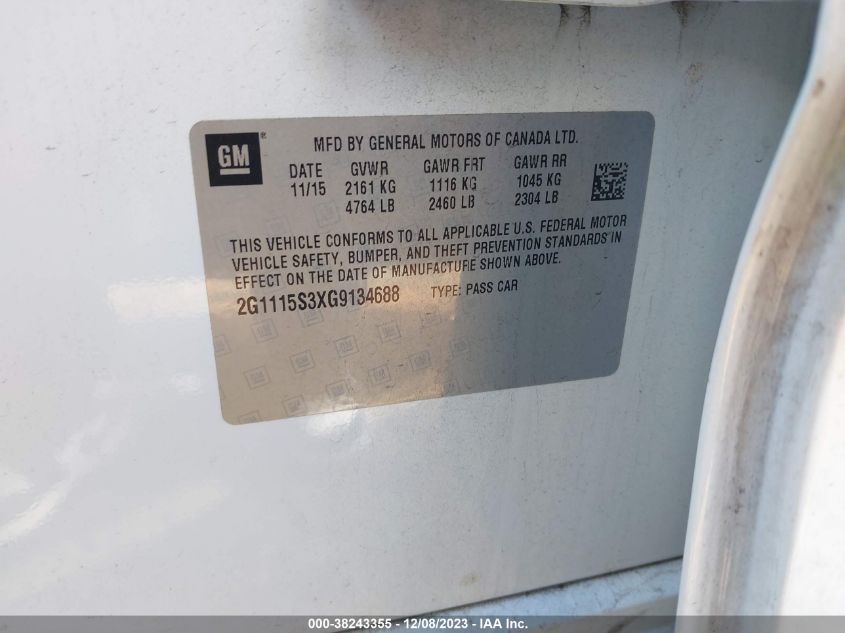 GM®
MFD BY GENERAL MOTORS OF CANADA LTD.
DATE GVWR GAWR FRT GAWR RR
11/15 2161 KG 1116 KG 1045 KG
4764 LB 2460 LB 2304 LB
THIS VEHICLE CONFORMS TO ALL APPLICABLE U.S. FEDERAL MOTOR
VEHICLE SAFETY, BUMPER, AND THEFT PREVENTION STANDARDS IN
EFFECT ON THE DATE OF MANUFACTURE SHOWN ABOVE.
2G1115S3XG9134688 TYPE: PASS CAR
000-38243355 - 12/08/2023 - IAA Inc.